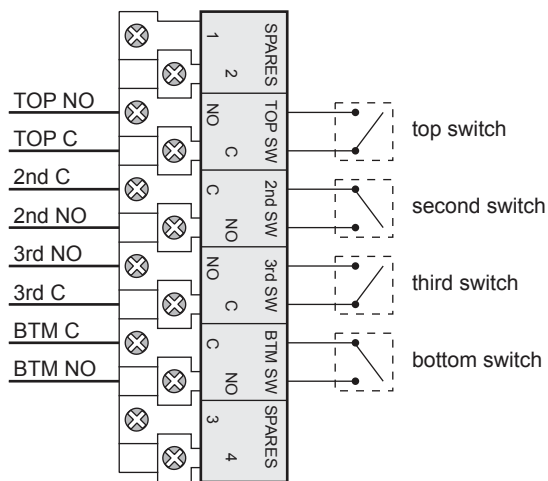 1
2
SPARES
TOP NO
TOP C
NO
C
TOP SW
top switch
2nd C
2nd NO
C
NO
2nd SW
second switch
3rd NO
3rd C
NO
C
3rd SW
third switch
BTM C
BTM NO
C
NO
BTM SW
bottom switch
3
4
SPARES